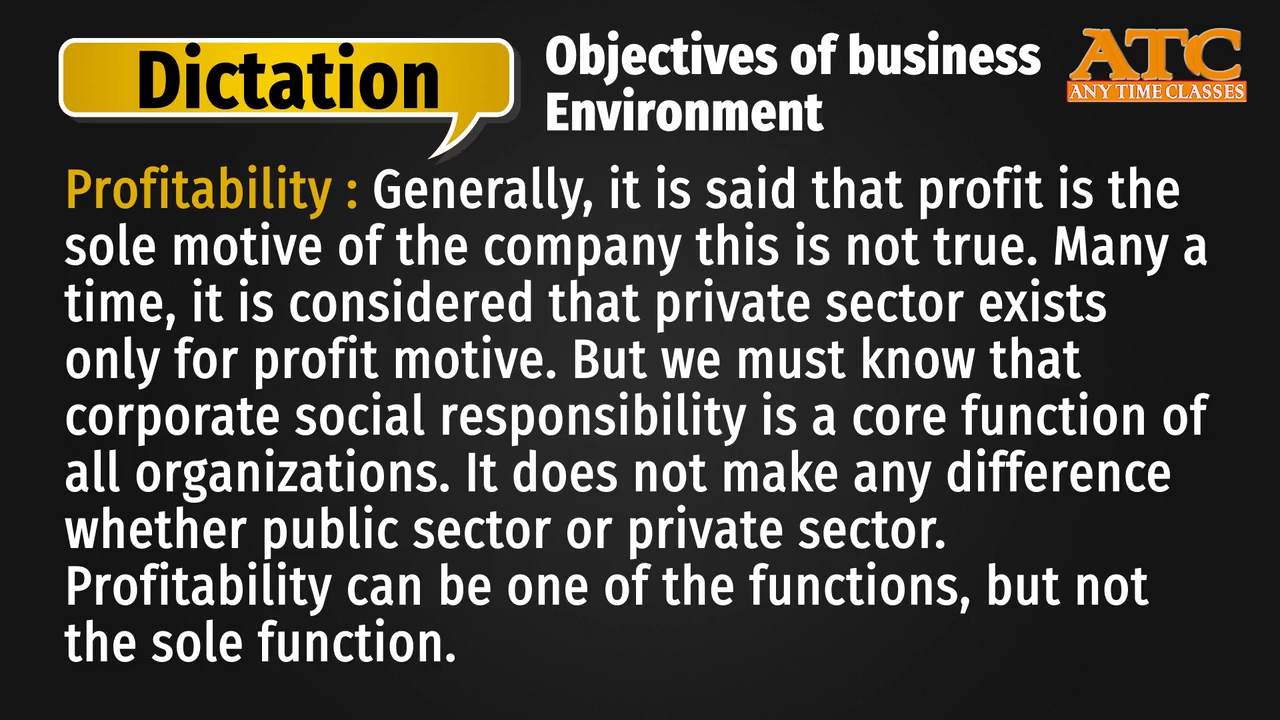 Dictation
Objectives of business
Environment
ATC
ANY TIME CLASSES
Profitability : Generally, it is said that profit is the
sole motive of the company this is not true. Many a
time, it is considered that private sector exists
only for profit motive. But we must know that
corporate social responsibility is a core function of
all organizations. It does not make any difference
whether public sector or private sector.
Profitability can be one of the functions, but not
the sole function.